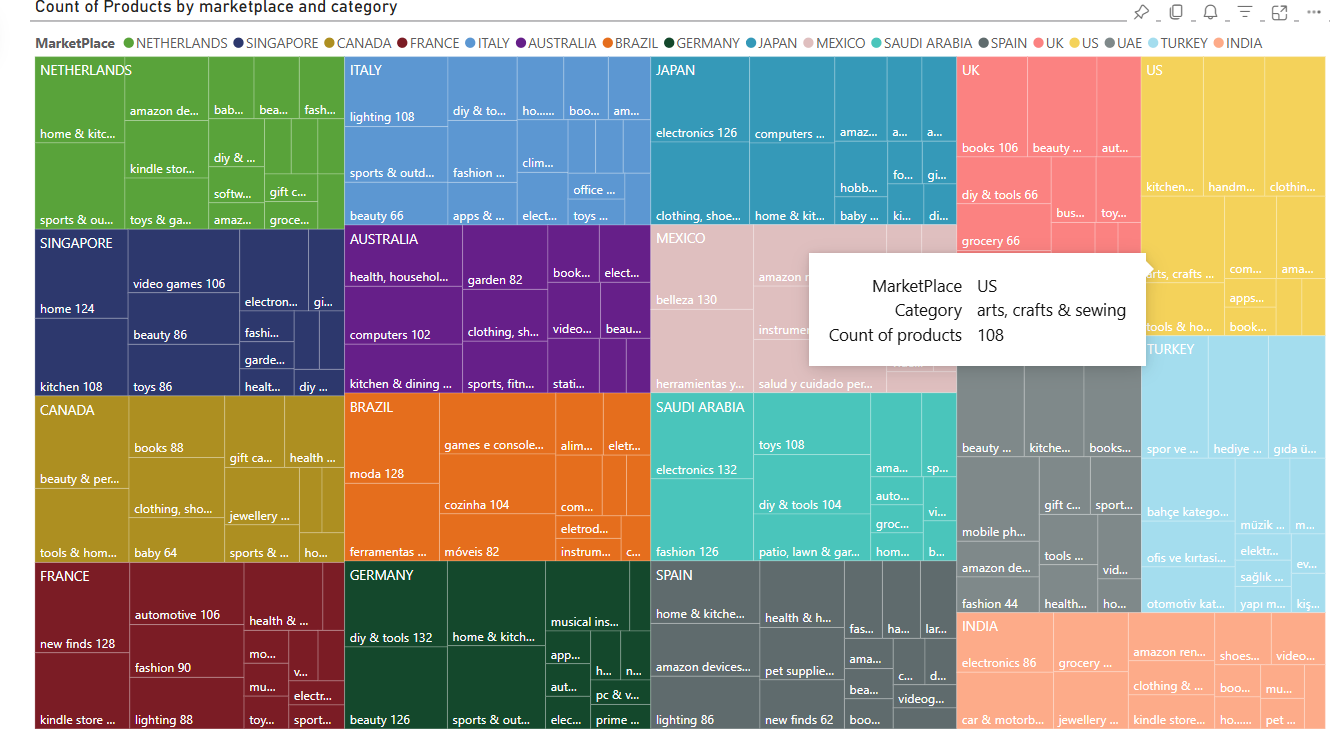 Count of Products by marketplace and category
MarketPlace NETHERLANDS SINGAPORE CANADA FRANCE ITALY AUSTRALIA BRAZIL GERMANY JAPAN MEXICO SAUDI ARABIA SPAIN UK US UAE TURKEY INDIA
NETHERLANDS
home & kitc...
sports & ou...
amazon de...
kindle stor...
toys & ga...
bab...
bea...
fash...
diy & ...
softw...
amaz...
gift c...
groce...
SINGAPORE
home 124
kitchen 108
video games 106
beauty 86
toys 86
electron...
gi...
fashi...
garde...
healt...
diy ...
CANADA
beauty & per...
tools & hom...
books 88
clothing, sho...
baby 64
gift ca...
health ...
jewellery ...
sports & ...
ho...
FRANCE
new finds 128
kindle store ...
automotive 106
fashion 90
lighting 88
health & ...
mo...
mu...
toy...
v...
electr...
sport...
ITALY
lighting 108
sports & outd...
beauty 66
diy & to...
fashion ...
apps & ...
ho......
boo...
am...
clim...
elect...
office ...
toys ...
AUSTRALIA
health, househol...
computers 102
kitchen & dining ...
garden 82
clothing, sh...
sports, fitn...
book...
elect...
video...
beau...
stati...
BRAZIL
moda 128
ferramentas ...
games e console...
cozinha 104
móveis 82
alim...
eletr...
com...
eletrod...
instrum...
c...
GERMANY
diy & tools 132
beauty 126
home & kitch...
sports & out...
musical ins...
app...
aut...
elec...
h...
n...
pc & v...
prime ...
JAPAN
electronics 126
clothing, shoe...
computers ...
home & kit...
amaz...
a...
a...
hobb...
baby ...
fo...
gi...
ki...
di...
MEXICO
belleza 130
herramientas y...
amazon r
instrumer
salud y cuidado per...
SAUDI ARABIA
electronics 132
fashion 126
toys 108
diy & tools 104
patio, lawn & gar...
ama...
sp...
auto...
groc...
hom...
vi...
b...
SPAIN
home & kitche...
amazon devices...
lighting 86
health & h...
pet supplie...
new finds 62
fas...
ha...
lar...
ama...
bea...
boo...
c...
d...
videog...
UK
books 106
beauty ...
aut...
diy & tools 66
grocery 66
bus...
toy...
US
kitchen...
handm...
clothin...
arts, crafts ...
tools & ho...
com...
ama...
apps...
book...
MarketPlace US
Category arts, crafts & sewing
Count of products 108
beauty ...
kitche...
books...
mobile ph...
amazon de...
fashion 44
gift c...
sport...
tools ...
health...
vid...
ho...
TURKEY
spor ve ...
hediye ...
gıda ü...
bahçe katego...
ofis ve kırtasi...
otomotiv kat...
müzik ...
m...
elektr...
sağlık ...
yapı m...
ev...
kiş...
INDIA
electronics 86
car & motorb...
grocery ...
jewellery ...
amazon ren...
clothing & ...
kindle store...
shoes...
video...
boo...
mu...
ho......
pet ...